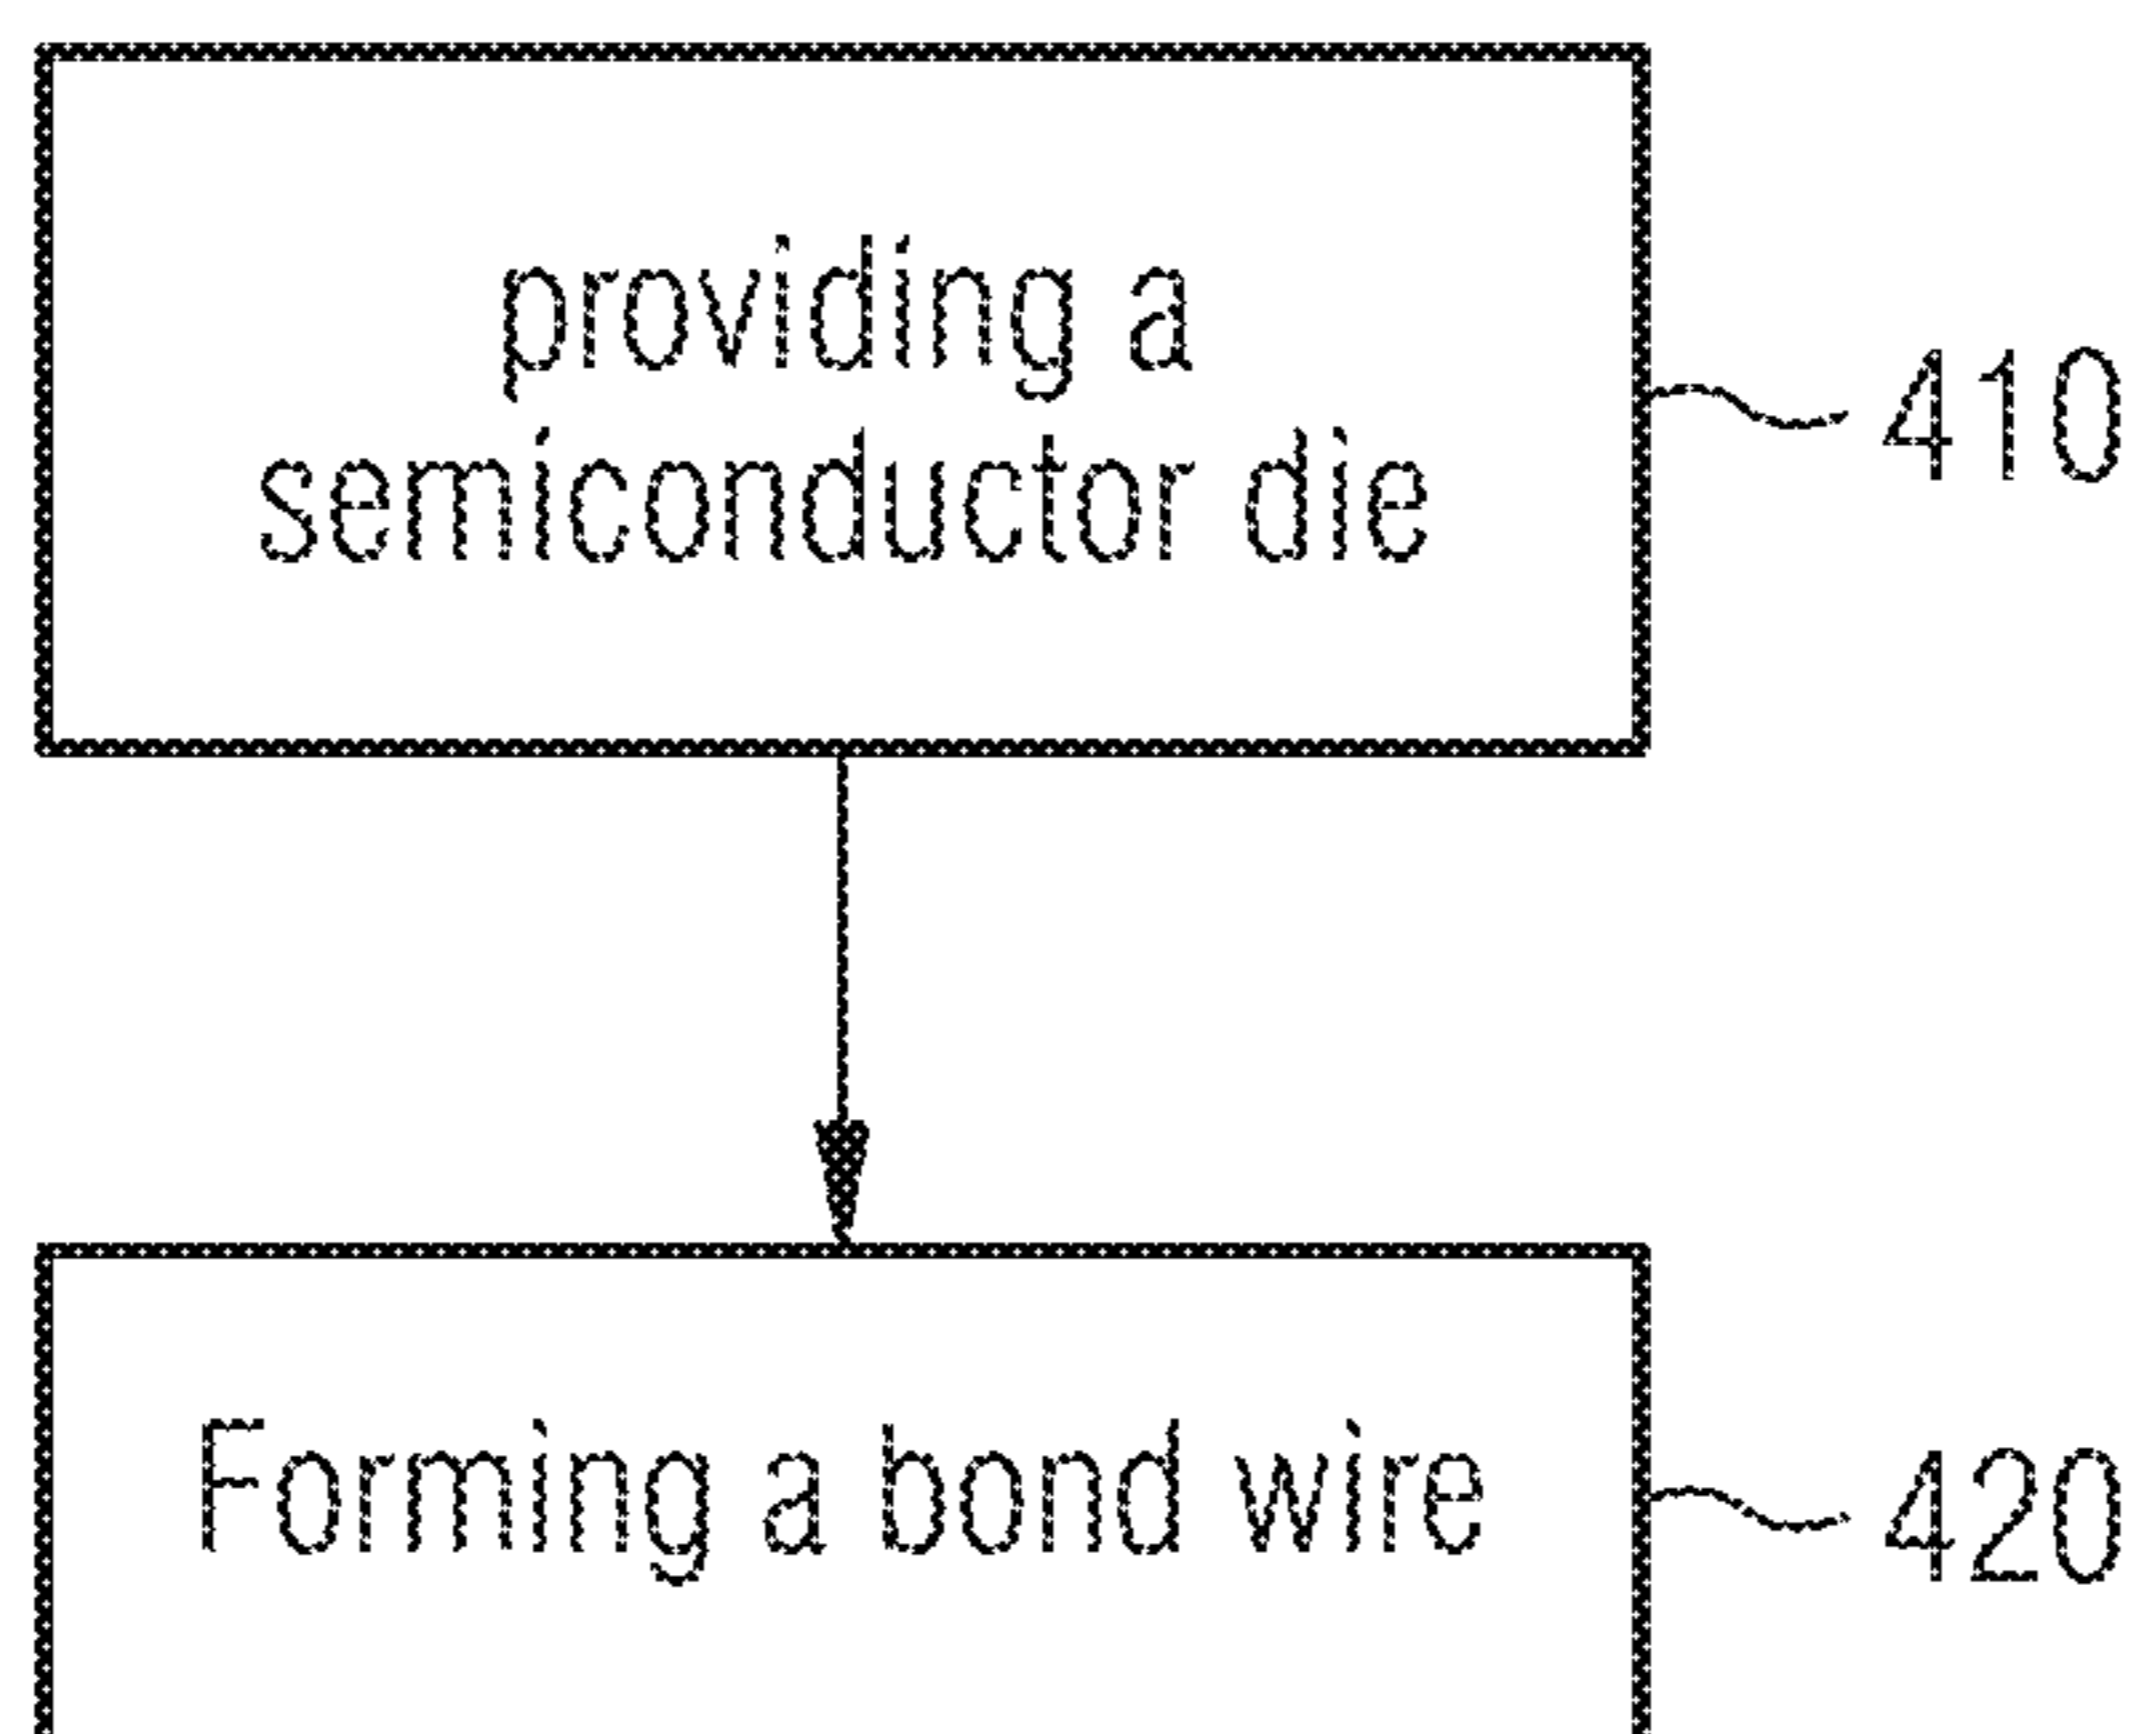 providing a
semiconductor die
410
Forming a bond wire
420